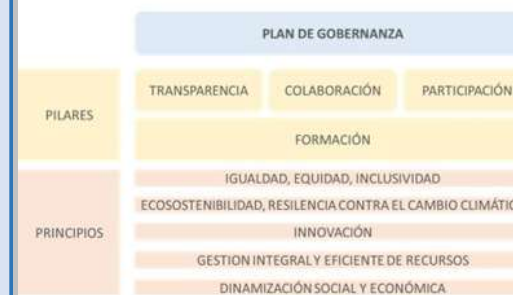 PLAN DE GOBERNANZA
PILARES
TRANSPARENCIA COLABORACIÓN PARTICIPACIÓN
FORMACIÓN
PRINCIPIOS
IGUALDAD, EQUIDAD, INCLUSIVIDAD
ECOSOSTENIBILIDAD, RESILENCIA CONTRA EL CAMBIO CLIMÁTIC
INNOVACIÓN
GESTION INTEGRAL Y EFICIENTE DE RECURSOS
DINAMIZACIÓN SOCIAL Y ECONÓMICA